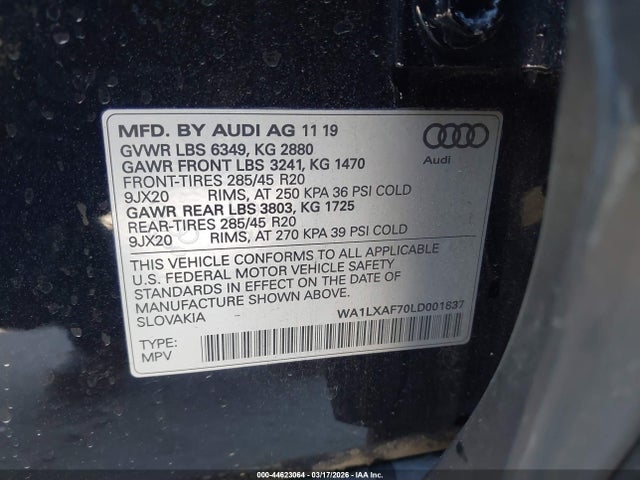 MFD. BY AUDI AG 11 19
GVWR LBS 6349, KG 2880
GAWR FRONT LBS 3241, KG 1470
FRONT-TIRES 285/45 R20
9JX20 RIMS, AT 250 KPA 36 PSI COLD
GAWR REAR LBS 3803, KG 1725
REAR-TIRES 285/45 R20
9JX20 RIMS, AT 270 KPA 39 PSI COLD
Audi
THIS VEHICLE CONFORMS TO ALL APPLICABLE
U.S. FEDERAL MOTOR VEHICLE SAFETY
STANDARDS IN EFFECT ON THE DATE OF
MANUFACTURE SHOWN ABOVE.
SLOVAKIA WA1LXAF70LD001637
TYPE:
MPV
© - 44623064 - 03/17/2026 - IAA Inc.